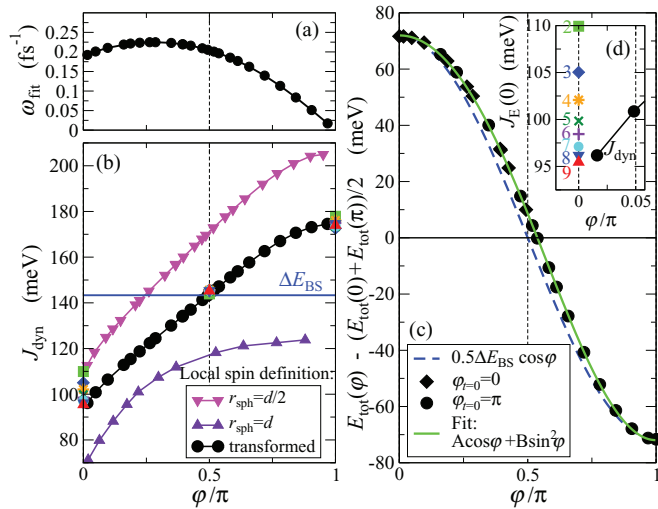 (a)
ω_fit (fs⁻¹)
0.25
0.2
0.15
0.1
0.05
0
(b)
J_dyn (meV)
200
180
160
140
120
100
80
ΔE_BS
Local spin definition:
r_sph=d/2
r_sph=d
transformed
0
0.5
1
φ/π
E_tot(φ) - (E_tot(0)+E_tot(π))/2 (meV)
80
60
40
20
0
-20
-40
-60
-80
(c)
0.5ΔE_BS cosφ
φ_t=0=0
φ_t=0=π
Fit:
Acosφ+Bsin²φ
0
0.5
1
φ/π
(d)
J_E(0) (meV)
110
105
100
95
2
3
4
5
6
7
8
9
J_dyn
0
0.05
φ/π